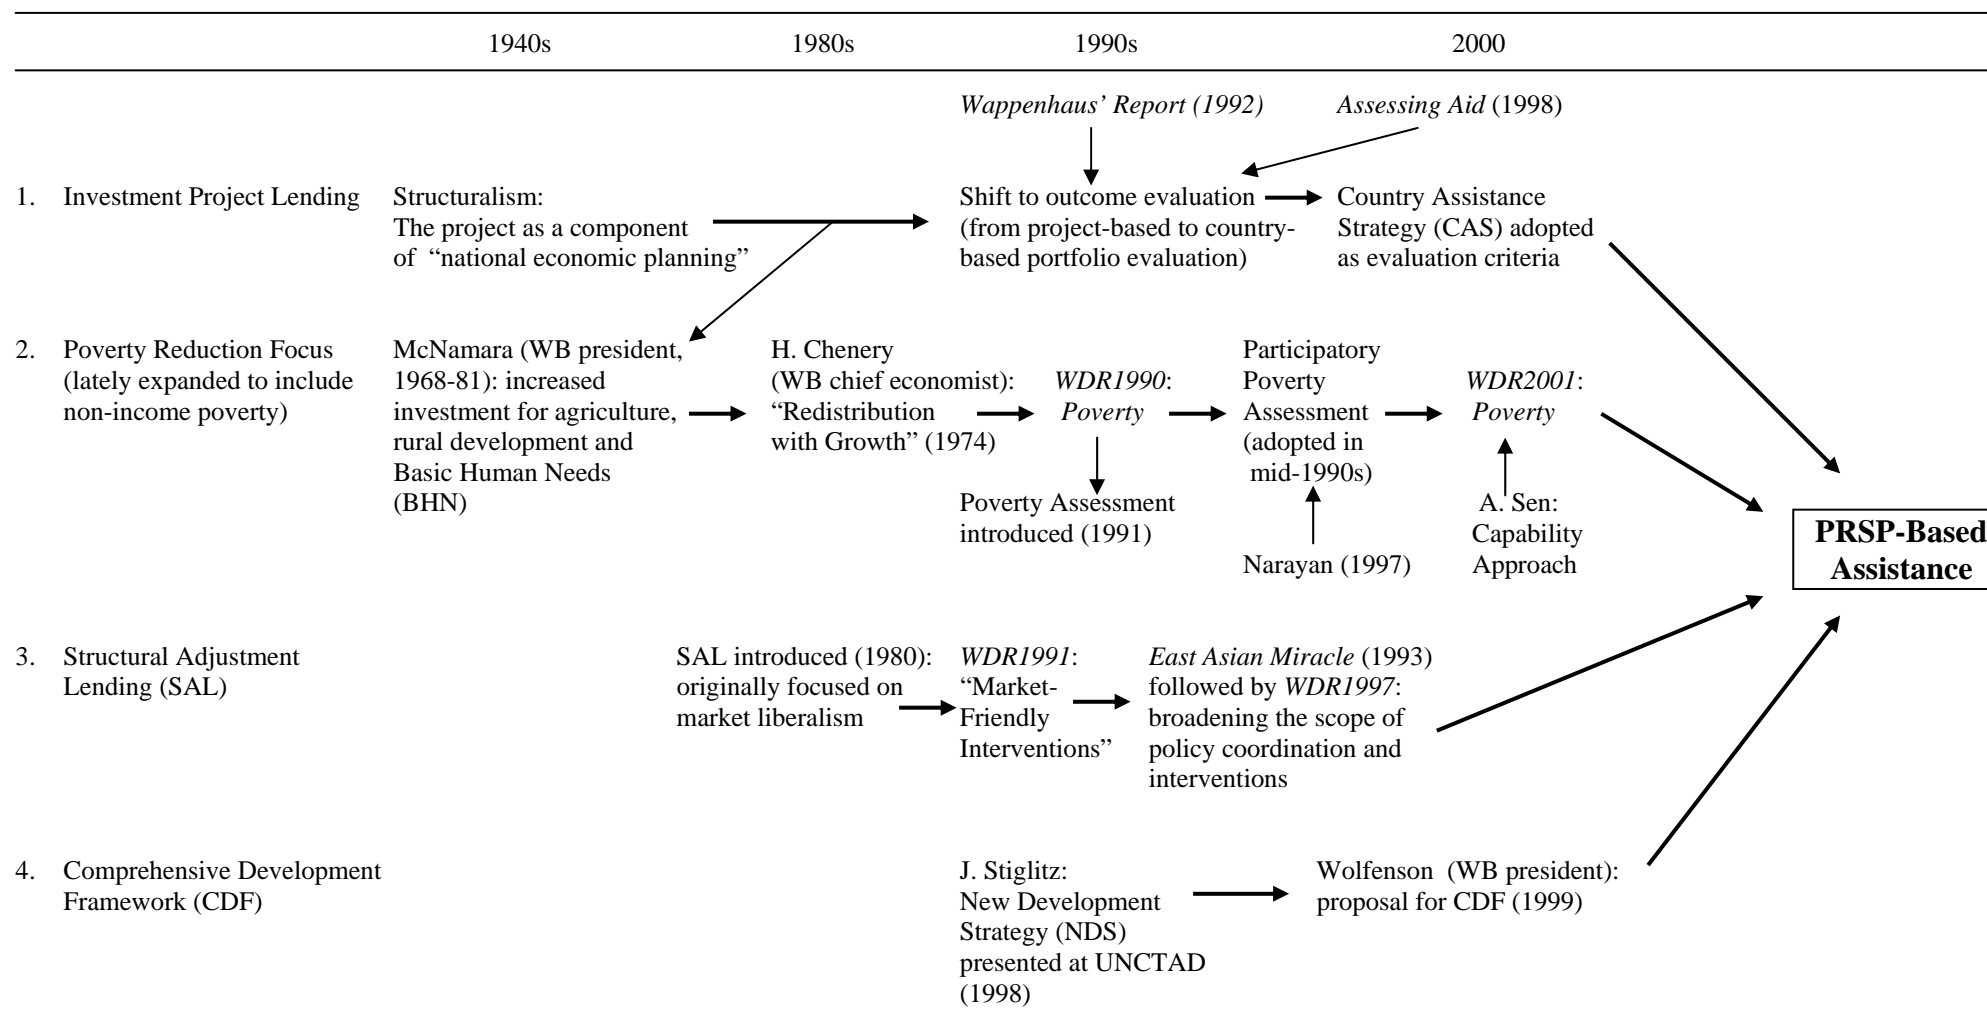 1940s 1980s 1990s 2000
Wappenhaus’ Report (1992) Assessing Aid (1998)
1. Investment Project Lending
Structuralism:
The project as a component
of “national economic planning”
Shift to outcome evaluation
(from project-based to country-
based portfolio evaluation)
Country Assistance
Strategy (CAS) adopted
as evaluation criteria
2. Poverty Reduction Focus
(lately expanded to include
non-income poverty)
McNamara (WB president,
1968-81): increased
investment for agriculture,
rural development and
Basic Human Needs
(BHN)
H. Chenery
(WB chief economist):
“Redistribution
with Growth” (1974)
WDR1990:
Poverty
Poverty Assessment
introduced (1991)
Participatory
Poverty
Assessment
(adopted in
mid-1990s)
Narayan (1997)
WDR2001:
Poverty
A. Sen:
Capability
Approach
PRSP-Based
Assistance
3. Structural Adjustment
Lending (SAL)
SAL introduced (1980):
originally focused on
market liberalism
WDR1991:
“Market-
Friendly
Interventions”
East Asian Miracle (1993)
followed by WDR1997:
broadening the scope of
policy coordination and
interventions
4. Comprehensive Development
Framework (CDF)
J. Stiglitz:
New Development
Strategy (NDS)
presented at UNCTAD
(1998)
Wolfenson (WB president):
proposal for CDF (1999)